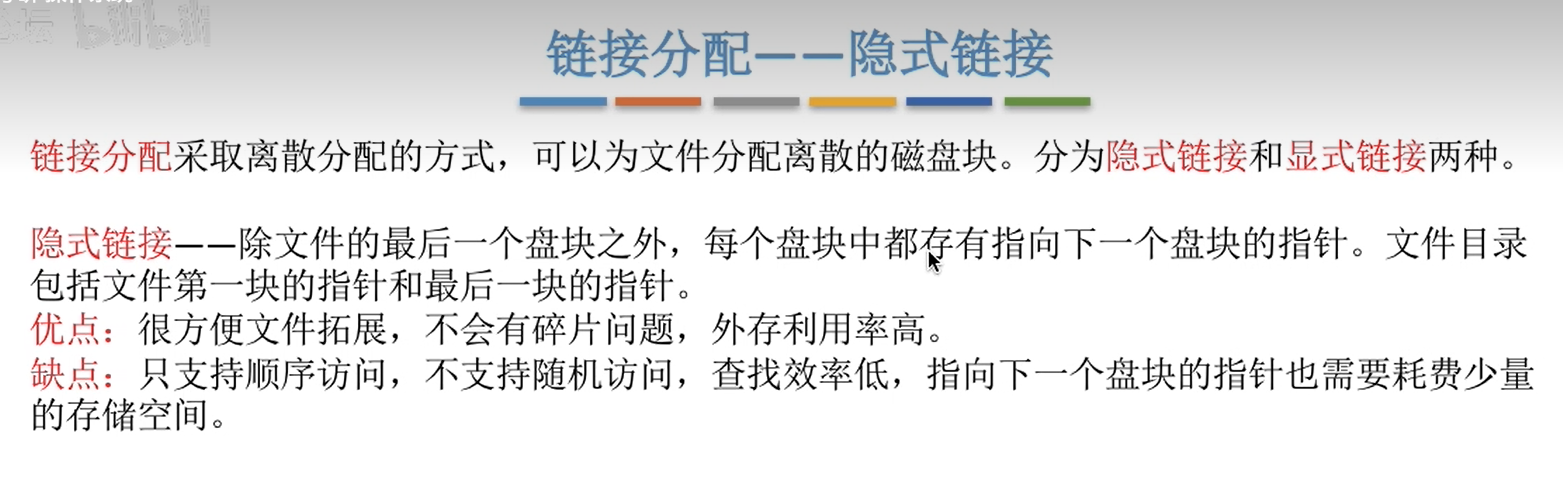 bilibili
链接分配——隐式链接
链接分配采取离散分配的方式，可以为文件分配离散的磁盘块。分为隐式链接和显式链接两种。
隐式链接——除文件的最后一个盘块之外，每个盘块中都存有指向下一个盘块的指针。文件目录
包括文件第一块的指针和最后一块的指针。
优点：很方便文件拓展，不会有碎片问题，外存利用率高。
缺点：只支持顺序访问，不支持随机访问，查找效率低，指向下一个盘块的指针也需要耗费少量
的存储空间。